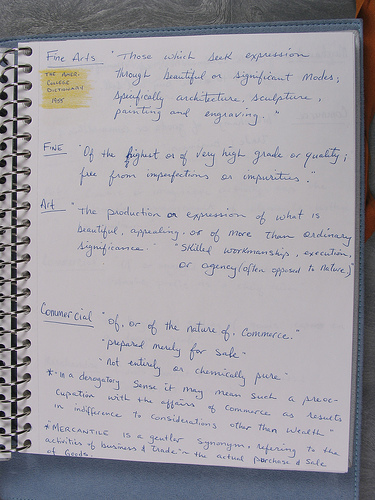 Fine Arts "Those which seek expression
through beautiful or significant modes;
specifically architecture, sculpture,
painting and engraving."
THE AMER.
COLLEGE
DICTIONARY
1955
FINE "Of the highest or of very high grade or quality;
free from imperfections or impurities."
Art "The production or expression of what is
beautiful, appealing, or of more than ordinary
significance." "Skilled workmanship, execution,
or agency (often opposed to nature)"
Commercial "of, or of the nature of, Commerce."
"prepared merely for sale"
"not entirely or chemically pure"
* "In a derogatory sense it may mean such a preoc-
cupation with the affairs of commerce as results
in indifference to considerations other than wealth"
* MERCANTILE is a gentler synonym, referring to the
activities of business & trade in the actual purchase & sale
of goods.